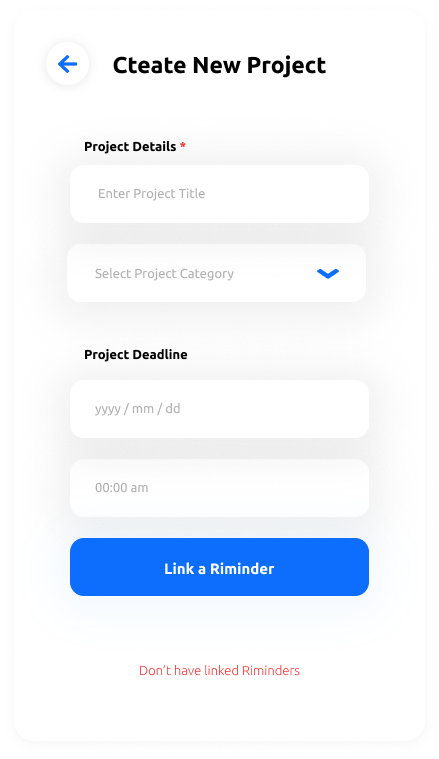 Cteate New Project
Project Details *
Enter Project Title
Select Project Category
Project Deadline
yyyy / mm / dd
00:00 am
Link a Riminder
Don't have linked Riminders